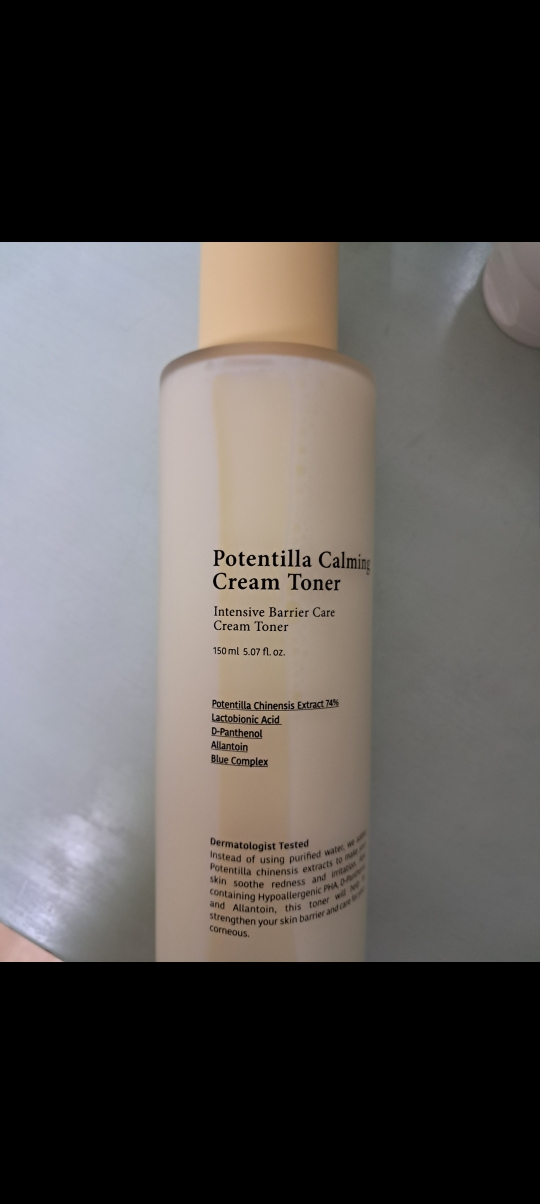 Potentilla Calming
Cream Toner
Intensive Barrier Care
Cream Toner
150 ml 5.07 fl. oz.
Potentilla Chinensis Extract 74%
Lactobionic Acid
D-Panthenol
Allantoin
Blue Complex
Dermatologist Tested
Instead of using purified water, we
Potentilla chinensis extracts to
skin soothe redness and irritation.
containing Hypoallergenic PHA, D-Panthenol
and Allantoin, this toner will
strengthen your skin barrier and care for
corneous.